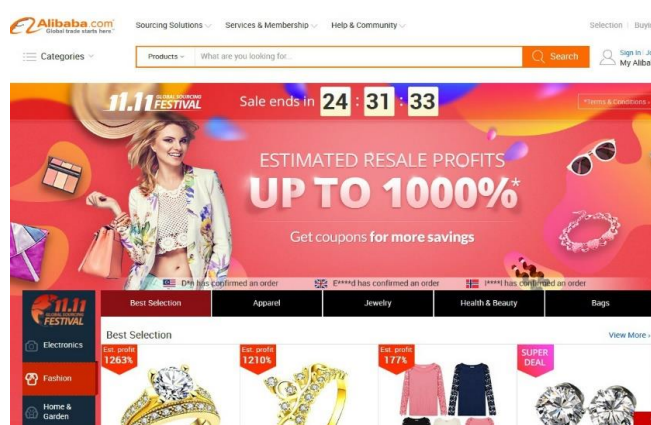 Alibaba.com
Global trade starts here.
Sourcing Solutions
Services & Membership
Help & Community
Selection
Categories
Products
What are you looking for...
Search
Sign In
My Aliba
11.11 GLOBAL SOURCING FESTIVAL
Sale ends in 24 : 31 : 33
*Terms & Conditions
ESTIMATED RESALE PROFITS
UP TO 1000%*
Get coupons for more savings
D*n has confirmed an order
E****d has confirmed an order
J****l has confirmed an order
11.11
GLOBAL SOURCING
FESTIVAL
Best Selection
Apparel
Jewelry
Health & Beauty
Bags
Electronics
Fashion
Home &
Garden
Best Selection
View More
Est. profit
1263%
Est. profit
1210%
Est. profit
177%
SUPER
DEAL